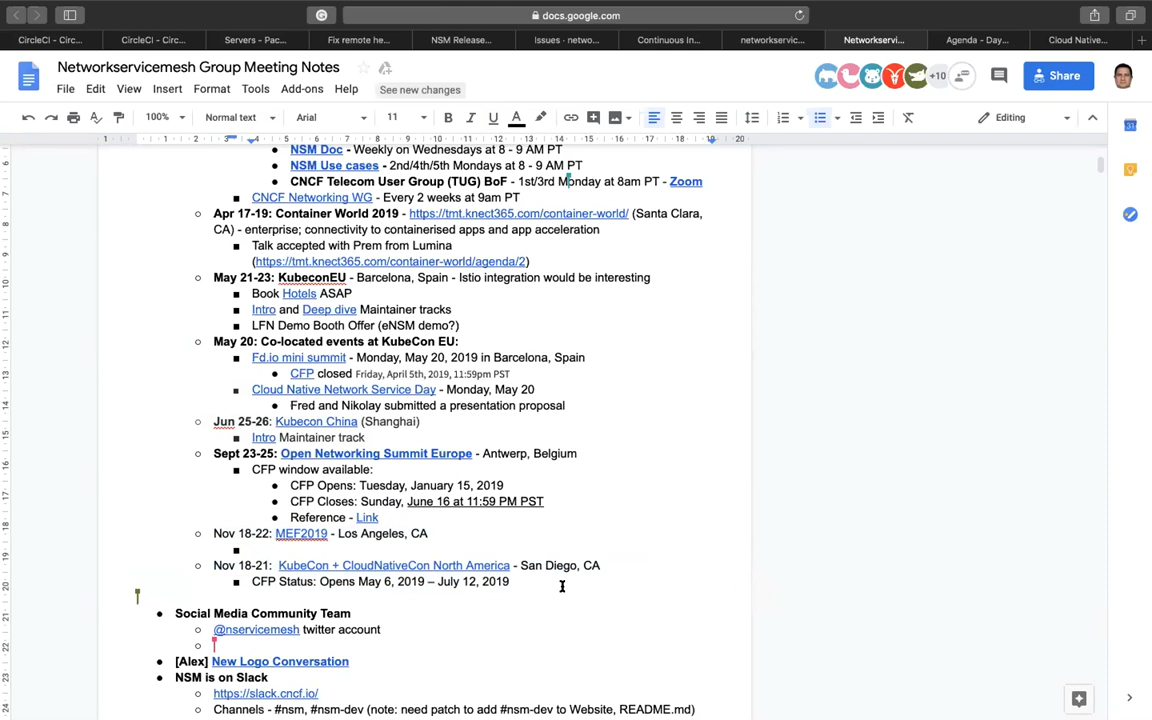 docs.google.com
CircleCI - Circ...
CircleCI – Circ...
Servers - Pac...
Fix remote he...
NSM Release...
Issues · netwo...
Continuous In...
networkservic...
Networkservi...
Agenda - Day...
Cloud Native...
Networkservicemesh Group Meeting Notes
+10
Share
File Edit View Insert Format Tools Add-ons Help See new changes
100% Normal text Arial 11 Editing
NSM Doc - Weekly on Wednesdays at 8 - 9 AM PT
NSM Use cases - 2nd/4th/5th Mondays at 8 - 9 AM PT
CNCF Telecom User Group (TUG) BoF - 1st/3rd Monday at 8am PT - Zoom
CNCF Networking WG - Every 2 weeks at 9am PT
Apr 17-19: Container World 2019 - https://tmt.knect365.com/container-world/ (Santa Clara,
CA) - enterprise; connectivity to containerised apps and app acceleration
Talk accepted with Prem from Lumina
(https://tmt.knect365.com/container-world/agenda/2)
May 21-23: KubeconEU - Barcelona, Spain - Istio integration would be interesting
Book Hotels ASAP
Intro and Deep dive Maintainer tracks
LFN Demo Booth Offer (eNSM demo?)
May 20: Co-located events at KubeCon EU:
Fd.io mini summit - Monday, May 20, 2019 in Barcelona, Spain
CFP closed Friday, April 5th, 2019, 11:59pm PST
Cloud Native Network Service Day - Monday, May 20
Fred and Nikolay submitted a presentation proposal
Jun 25-26: Kubecon China (Shanghai)
Intro Maintainer track
Sept 23-25: Open Networking Summit Europe - Antwerp, Belgium
CFP window available:
CFP Opens: Tuesday, January 15, 2019
CFP Closes: Sunday, June 16 at 11:59 PM PST
Reference - Link
Nov 18-22: MEF2019 - Los Angeles, CA
Nov 18-21: KubeCon + CloudNativeCon North America - San Diego, CA
CFP Status: Opens May 6, 2019 – July 12, 2019
Social Media Community Team
@nservicemesh twitter account
[Alex] New Logo Conversation
NSM is on Slack
https://slack.cncf.io/
Channels - #nsm, #nsm-dev (note: need patch to add #nsm-dev to Website, README.md)